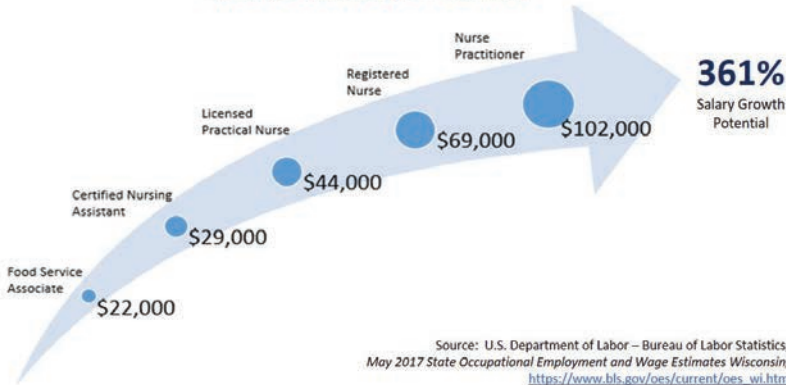 Nurse
Practitioner
$102,000
Registered
Nurse
$69,000
Licensed
Practical Nurse
$44,000
Certified Nursing
Assistant
$29,000
Food Service
Associate
$22,000
361%
Salary Growth
Potential
Source: U.S. Department of Labor – Bureau of Labor Statistics
May 2017 State Occupational Employment and Wage Estimates Wisconsin
https://www.bls.gov/oes/current/oes_wi.htm